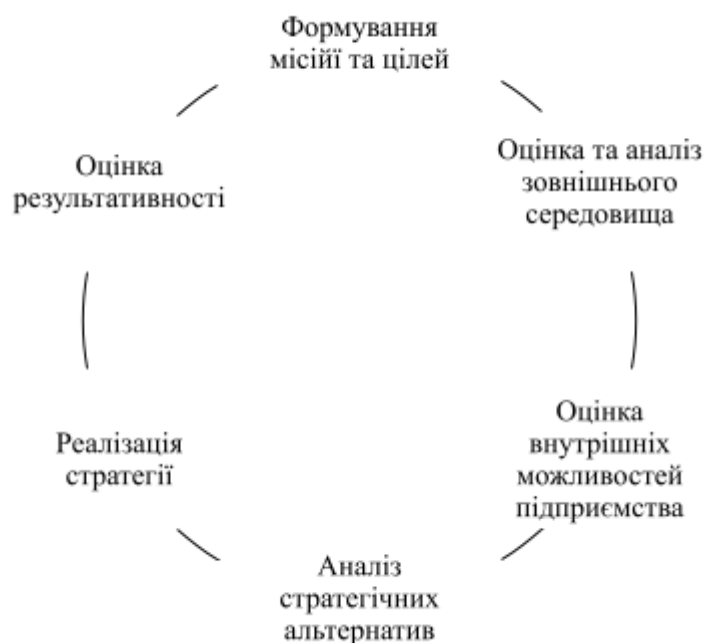 Формування
місійї та цілей
Оцінка та аналіз
зовнішнього
середовища
Оцінка
внутрішніх
можливостей
підприємства
Аналіз
стратегічних
альтернатив
Реалізація
стратегії
Оцінка
результативності